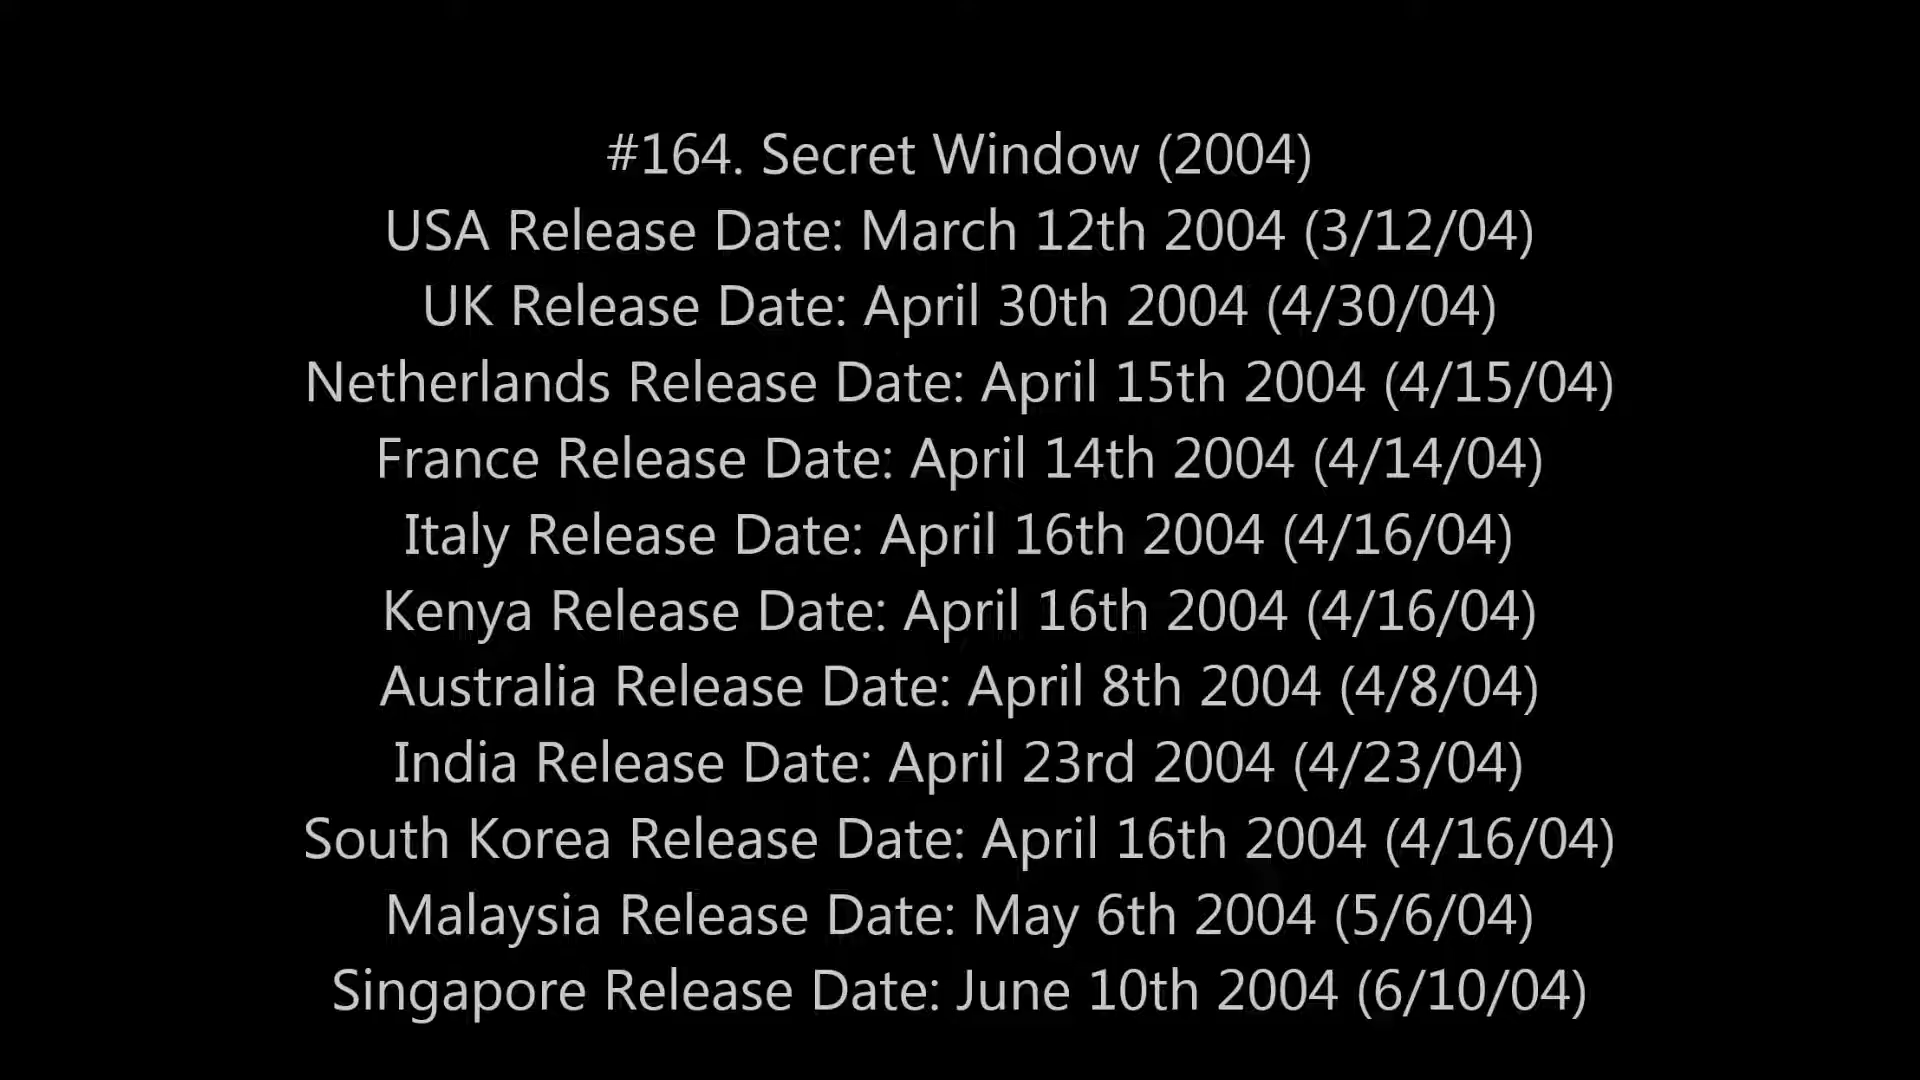 #164. Secret Window (2004)
USA Release Date: March 12th 2004 (3/12/04)
UK Release Date: April 30th 2004 (4/30/04)
Netherlands Release Date: April 15th 2004 (4/15/04)
France Release Date: April 14th 2004 (4/14/04)
Italy Release Date: April 16th 2004 (4/16/04)
Kenya Release Date: April 16th 2004 (4/16/04)
Australia Release Date: April 8th 2004 (4/8/04)
India Release Date: April 23rd 2004 (4/23/04)
South Korea Release Date: April 16th 2004 (4/16/04)
Malaysia Release Date: May 6th 2004 (5/6/04)
Singapore Release Date: June 10th 2004 (6/10/04)